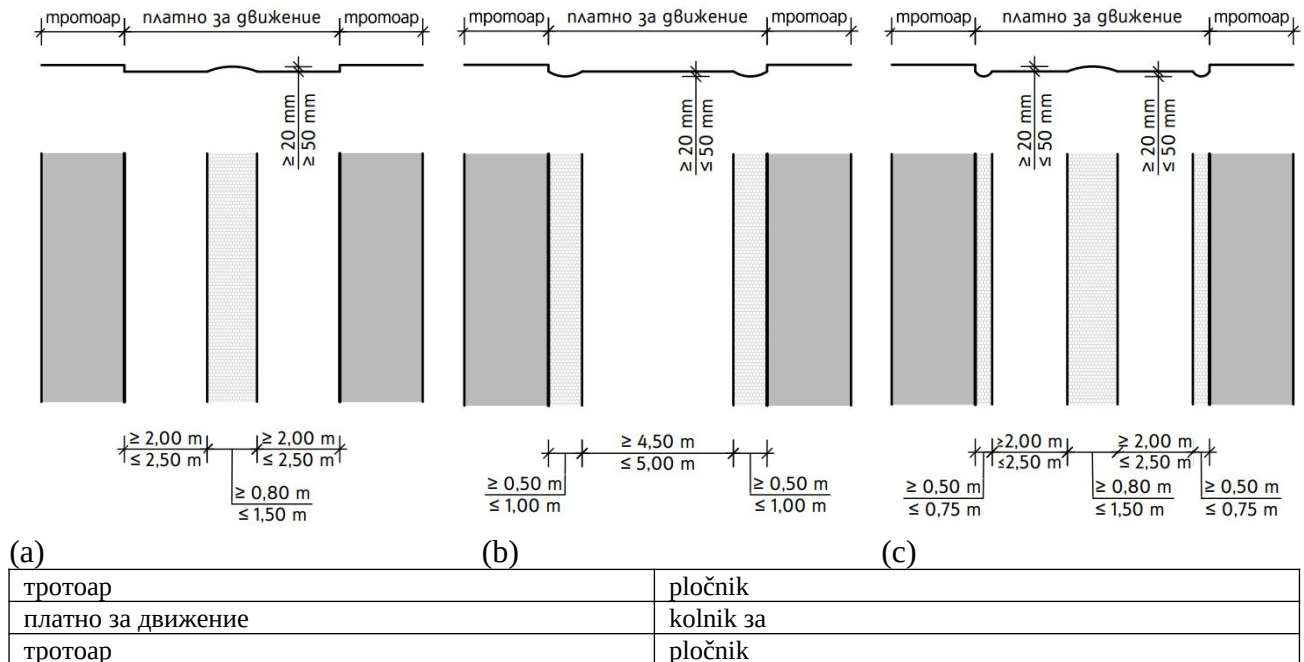 тротоар платно за движение тротоар
≥ 20 mm
≥ 50 mm
≥ 2,00 m
≤ 2,50 m
≥ 2,00 m
≤ 2,50 m
≥ 0,80 m
≤ 1,50 m
(a)
тротоар платно за движение тротоар
≥ 20 mm
≤ 50 mm
≥ 4,50 m
≤ 5,00 m
≥ 0,50 m
≤ 1,00 m
≥ 0,50 m
≤ 1,00 m
(b)
тротоар платно за движение тротоар
≥ 20 mm
≤ 50 mm
≥ 20 mm
≤ 50 mm
≥2,00 m
≤2,50 m
≥ 2,00 m
≤ 2,50 m
≥ 0,50 m
≤ 0,75 m
≥ 0,80 m
≤ 1,50 m
≥ 0,50 m
≤ 0,75 m
(c)
тротоар pločnik
платно за движение kolnik за
тротоар pločnik